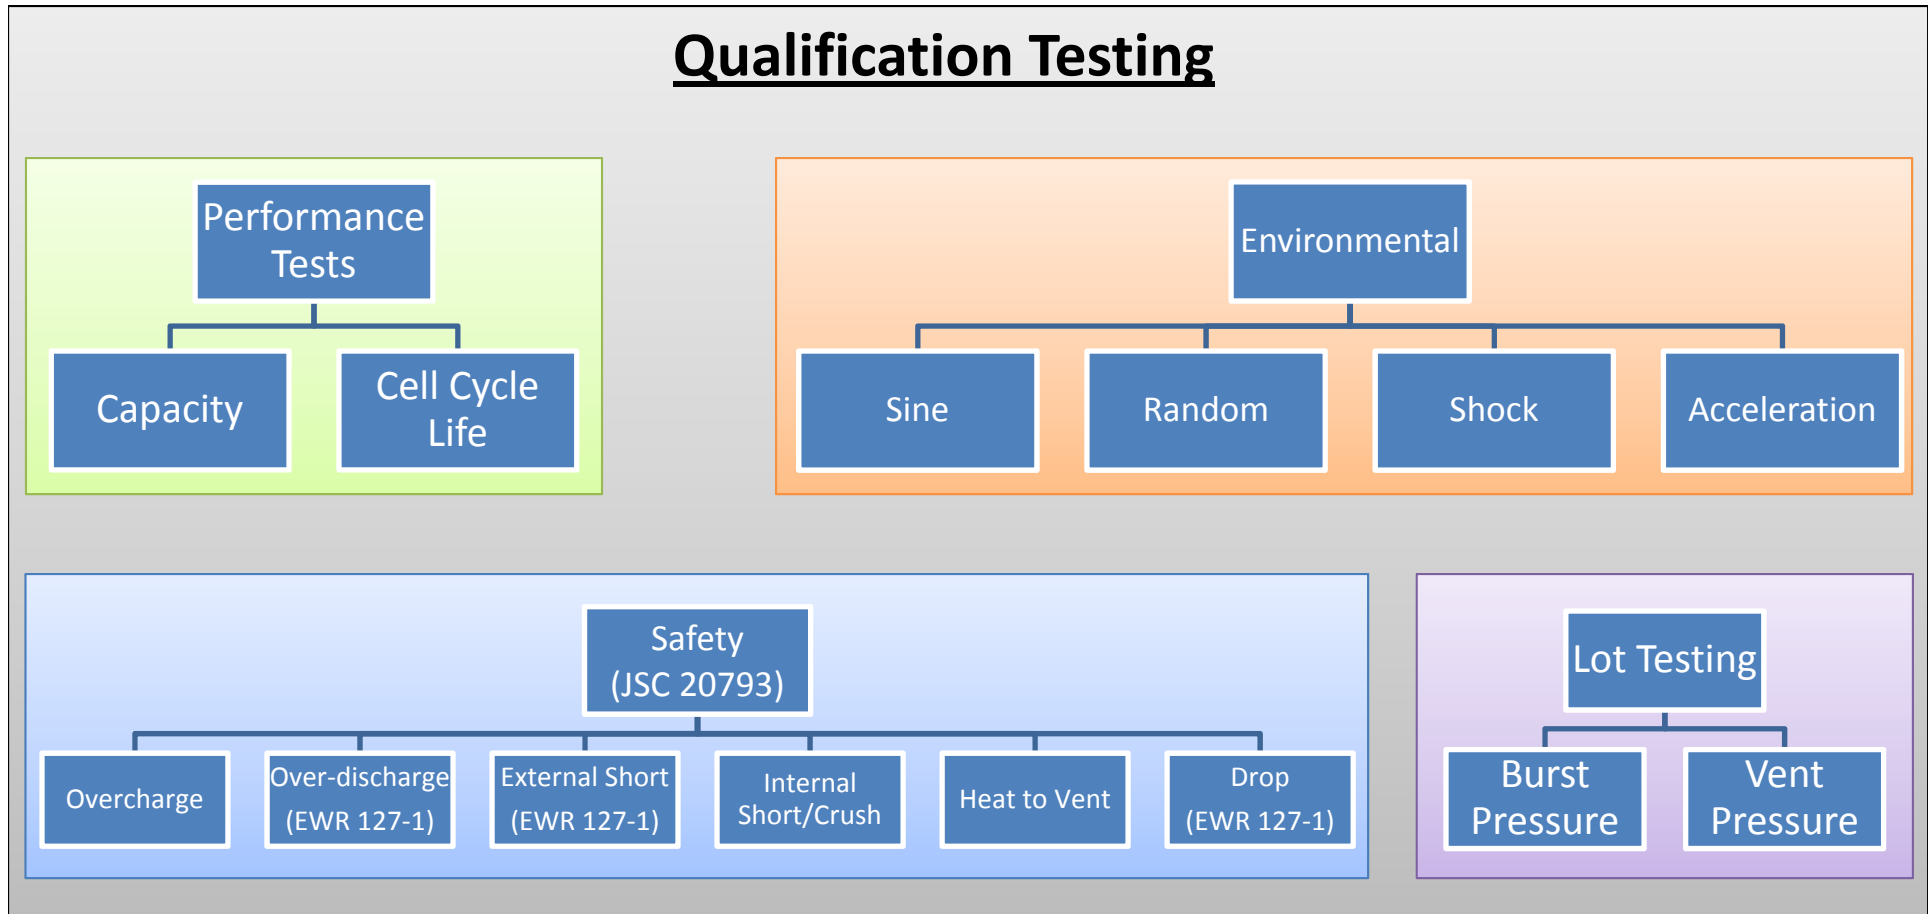 Qualification Testing
Performance
Tests
Capacity
Cell Cycle
Life
Environmental
Sine
Random
Shock
Acceleration
Safety
(JSC 20793)
Overcharge
Over-discharge
(EWR 127-1)
External Short
(EWR 127-1)
Internal
Short/Crush
Heat to Vent
Drop
(EWR 127-1)
Lot Testing
Burst
Pressure
Vent
Pressure